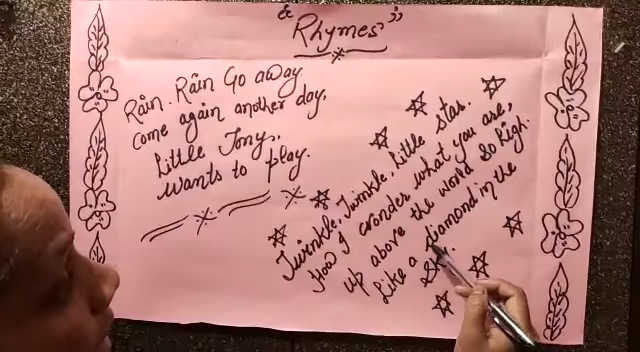 "Rhymes"
Rain. Rain Go away.
come again another day,
Little Jony.
wants to play.
Twinkle, Twinkle, Little star.
How I wonder what you are,
up above the world So high.
Like a diamond in the
Sky.